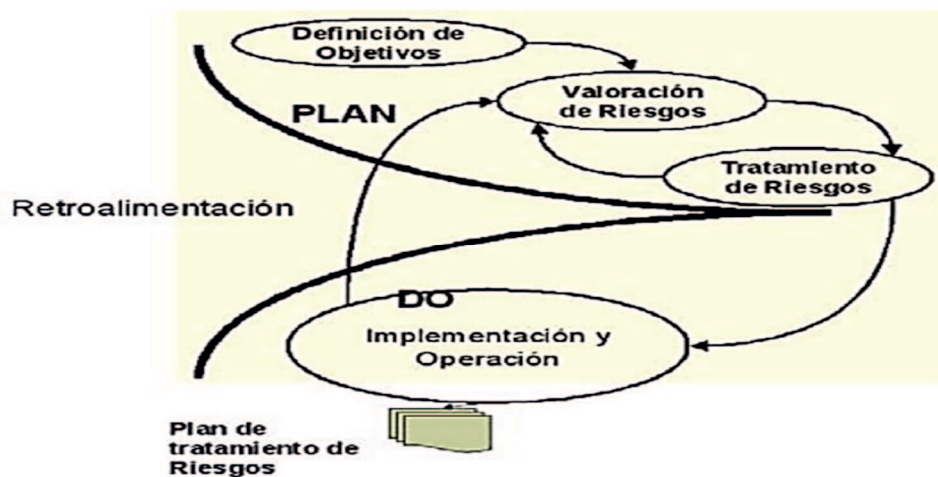 Definición de
Objetivos
Valoración
de Riesgos
PLAN
Tratamiento
de Riesgos
Retroalimentación
DO
Implementación y
Operación
Plan de
tratamiento de
Riesgos